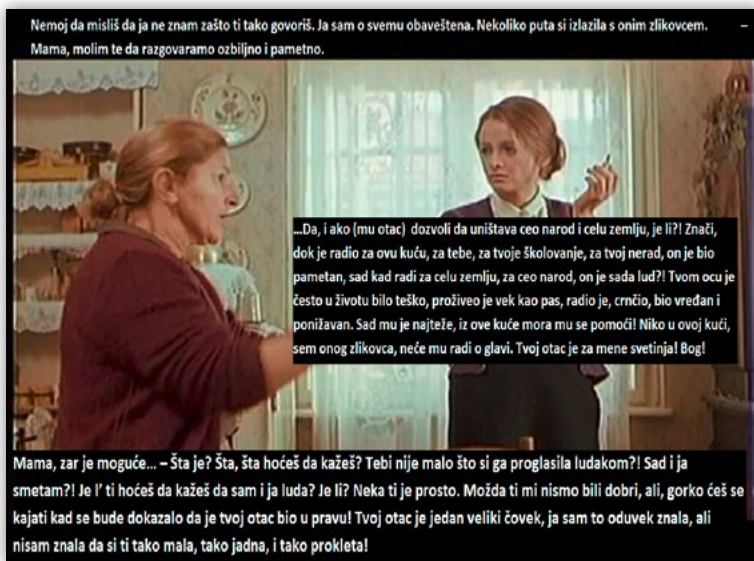 Nemoj da misliš da ja ne znam zašto ti tako govoriš. Ja sam o svemu obaveštena. Nekoliko puta si izlazila s onim zlikovcem. –
Mama, molim te da razgovaramo ozbiljno i pametno.
...Da, i ako (mu otac) dozvoli da uništava ceo narod i celu zemlju, je li?! Znači,
dok je radio za ovu kuću, za tebe, za tvoje školovanje, za tvoj nerad, on je bio
pametan, sad kad radi za celu zemlju, za ceo narod, on je sada lud?! Tvom ocu je
često u životu bilo teško, proživeo je vek kao pas, radio je, crnčio, bio vređan i
ponižavan. Sad mu je najteže, iz ove kuće mora mu se pomoći! Niko u ovoj kući,
sem onog zlikovca, neće mu radi o glavi. Tvoj otac je za mene svetinja! Bog!
Mama, zar je moguće... – Šta je? Šta, šta hoćeš da kažeš? Tebi nije malo što si ga proglasila ludakom?! Sad i ja
smetam?! Je l' ti hoćeš da kažeš da sam i ja luda? Je li? Neka ti je prosto. Možda ti mi nismo bili dobri, ali, gorko ćeš se
kajati kad se bude dokazalo da je tvoj otac bio u pravu! Tvoj otac je jedan veliki čovek, ja sam to oduvek znala, ali
nisam znala da si ti tako mala, tako jadna, i tako prokleta!